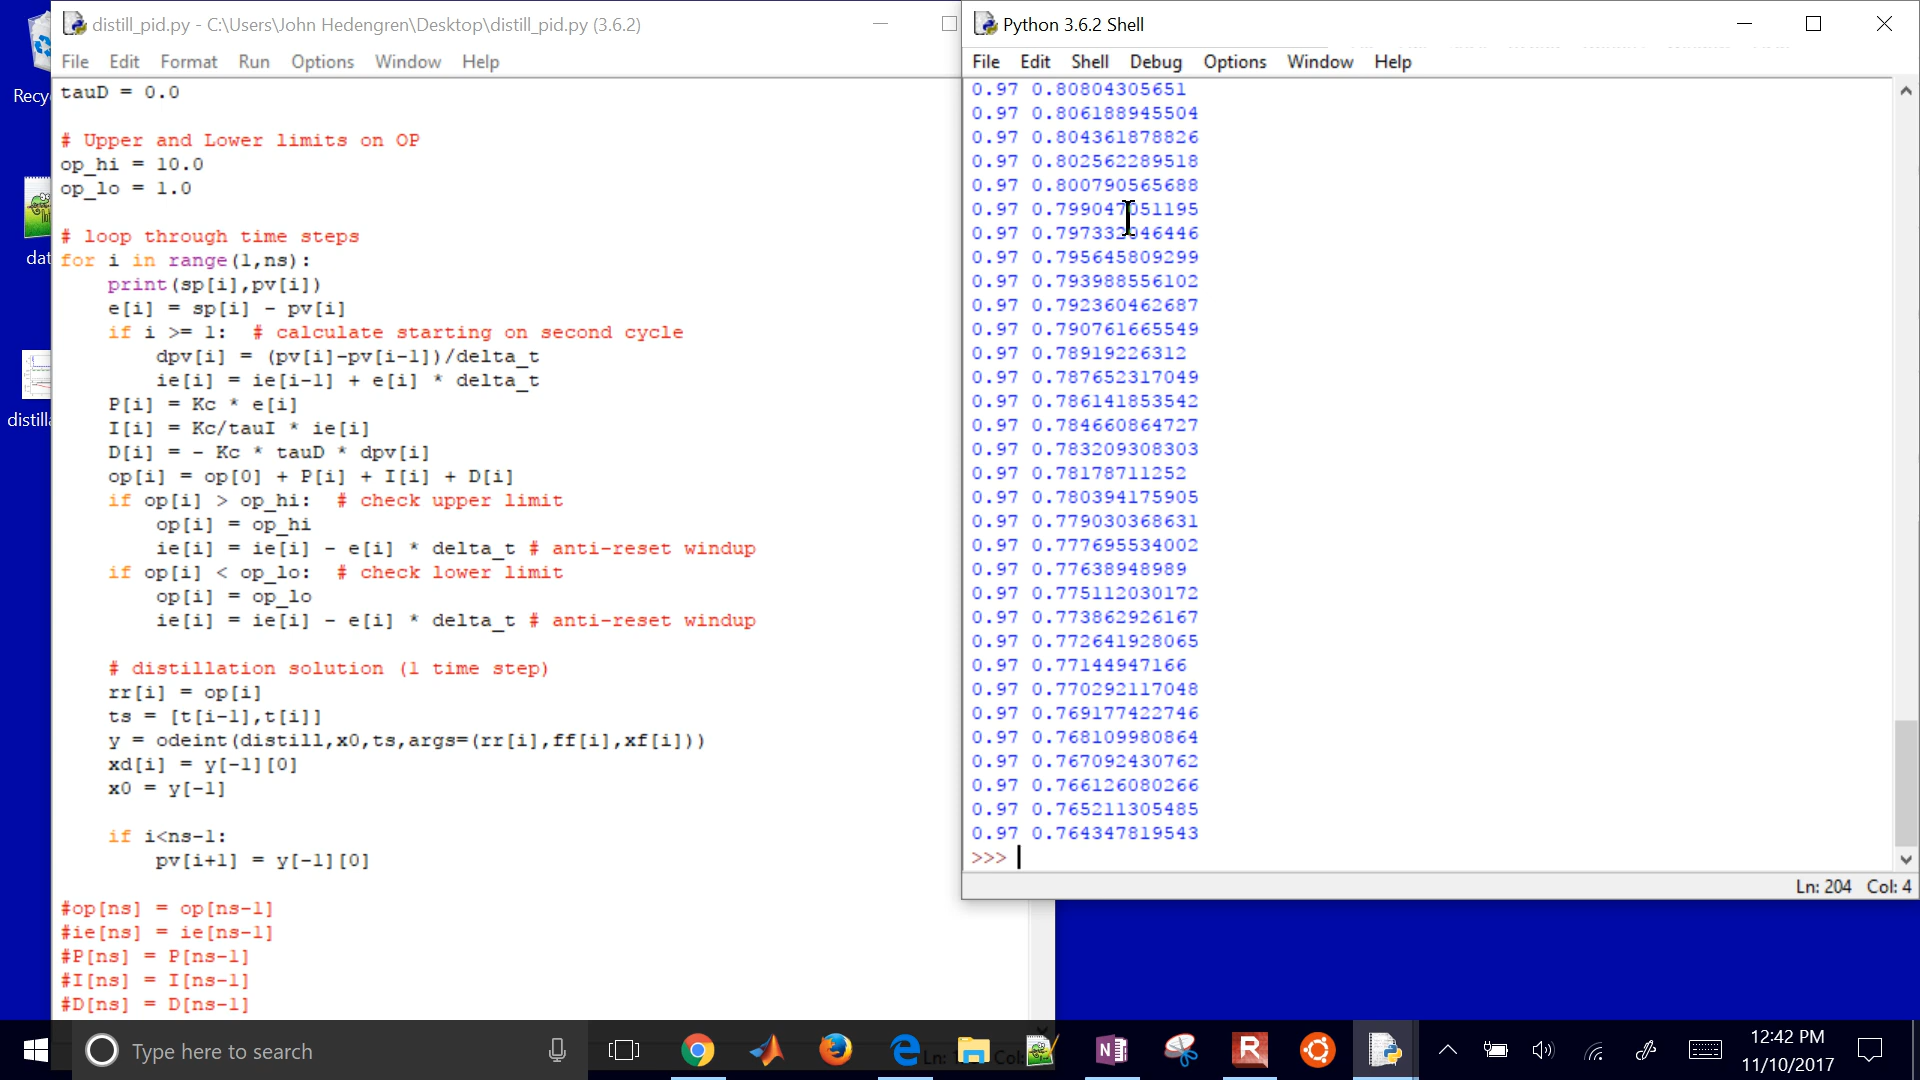 distill_pid.py - C:\Users\John Hedengren\Desktop\distill_pid.py (3.6.2)
File Edit Format Run Options Window Help
tauD = 0.0
# Upper and Lower limits on OP
op_hi = 10.0
op_lo = 1.0
# loop through time steps
for i in range(1,ns):
    print(sp[i],pv[i])
    e[i] = sp[i] - pv[i]
    if i >= 1:  # calculate starting on second cycle
        dpv[i] = (pv[i]-pv[i-1])/delta_t
        ie[i] = ie[i-1] + e[i] * delta_t
    P[i] = Kc * e[i]
    I[i] = Kc/tauI * ie[i]
    D[i] = - Kc * tauD * dpv[i]
    op[i] = op[0] + P[i] + I[i] + D[i]
    if op[i] > op_hi:  # check upper limit
        op[i] = op_hi
        ie[i] = ie[i] - e[i] * delta_t # anti-reset windup
    if op[i] < op_lo:  # check lower limit
        op[i] = op_lo
        ie[i] = ie[i] - e[i] * delta_t # anti-reset windup
    # distillation solution (1 time step)
    rr[i] = op[i]
    ts = [t[i-1],t[i]]
    y = odeint(distill,x0,ts,args=(rr[i],ff[i],xf[i]))
    xd[i] = y[-1][0]
    x0 = y[-1]
    if i<ns-1:
        pv[i+1] = y[-1][0]
#op[ns] = op[ns-1]
#ie[ns] = ie[ns-1]
#P[ns] = P[ns-1]
#I[ns] = I[ns-1]
#D[ns] = D[ns-1]
Python 3.6.2 Shell
File Edit Shell Debug Options Window Help
0.97 0.80804305651
0.97 0.806188945504
0.97 0.804361878826
0.97 0.802562289518
0.97 0.800790565688
0.97 0.799047051195
0.97 0.797332046446
0.97 0.795645809299
0.97 0.793988556102
0.97 0.792360462687
0.97 0.790761665549
0.97 0.78919226312
0.97 0.787652317049
0.97 0.786141853542
0.97 0.784660864727
0.97 0.783209308303
0.97 0.78178711252
0.97 0.780394175905
0.97 0.779030368631
0.97 0.777695534002
0.97 0.77638948989
0.97 0.775112030172
0.97 0.773862926167
0.97 0.772641928065
0.97 0.77144947166
0.97 0.770292117048
0.97 0.769177422746
0.97 0.768109980864
0.97 0.767092430762
0.97 0.766126080266
0.97 0.765211305485
0.97 0.764347819543
>>>
Ln: 204 Col: 4
Recy
dat
distilla
Type here to search
12:42 PM
11/10/2017